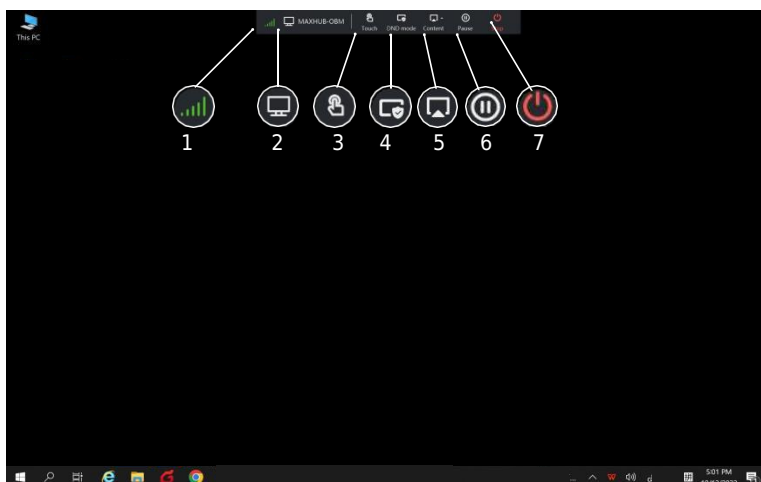 This PC
MAXHUB-OBM
Touch DND mode Content Pause
1 2 3 4 5 6 7
5:01 PM